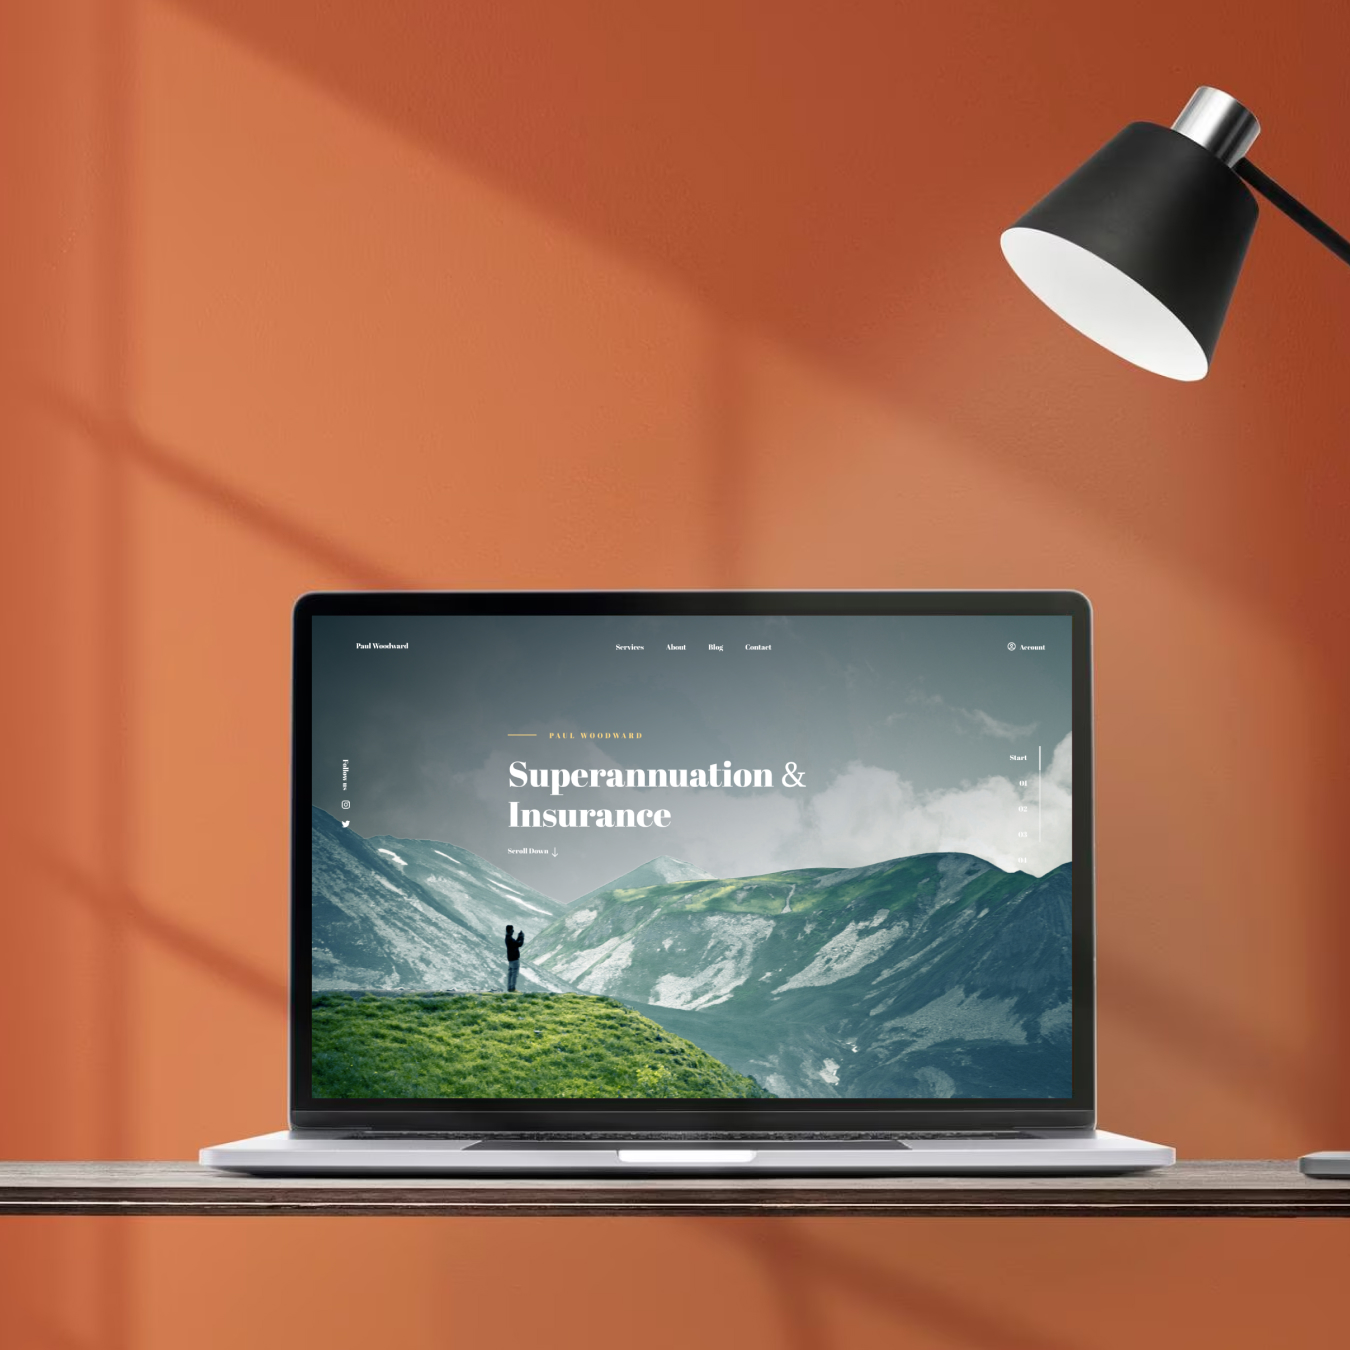 Paul Woodward
Services About Blog Contact
Account
PAUL WOODWARD
Superannuation &
Insurance
Scroll Down
Follow us
Start
01
02
03
04